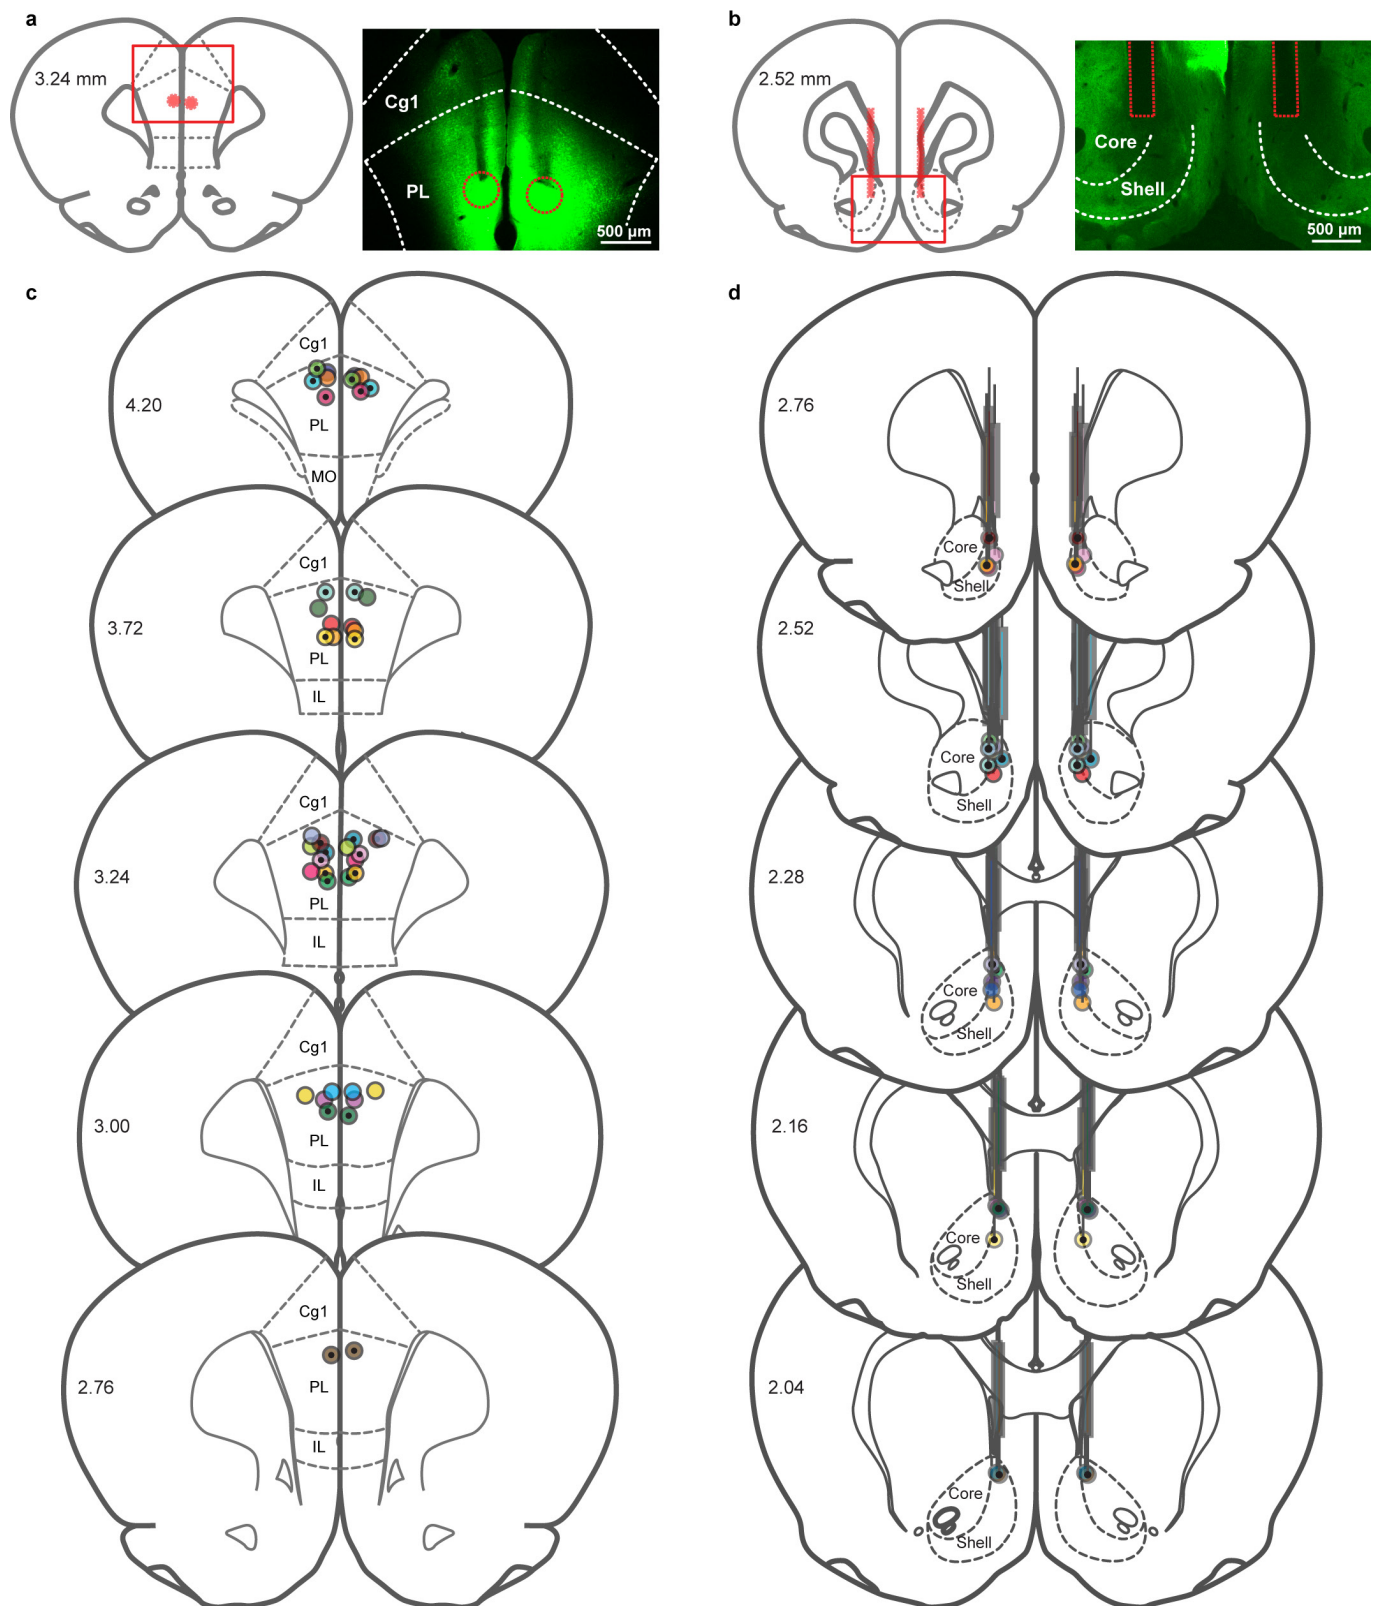 a
3.24 mm
Cg1
PL
500 µm
b
2.52 mm
Core
Shell
500 µm
c
Cg1
4.20
PL
MO
Cg1
3.72
PL
IL
Cg1
3.24
PL
IL
Cg1
3.00
PL
IL
Cg1
2.76
PL
IL
d
2.76
Core
Shell
2.52
Core
Shell
2.28
Core
Shell
2.16
Core
Shell
2.04
Core
Shell